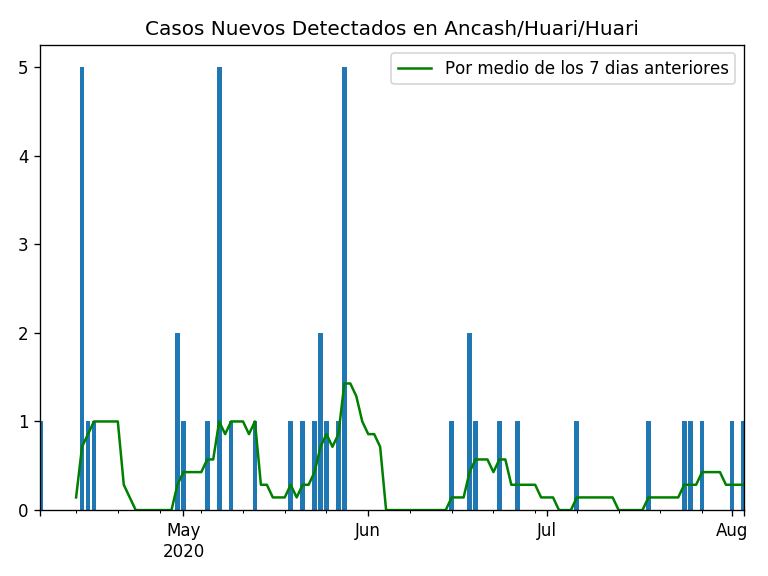 Casos Nuevos Detectados en Ancash/Huari/Huari
Por medio de los 7 dias anteriores
5
4
3
2
1
0
May
2020
Jun
Jul
Aug